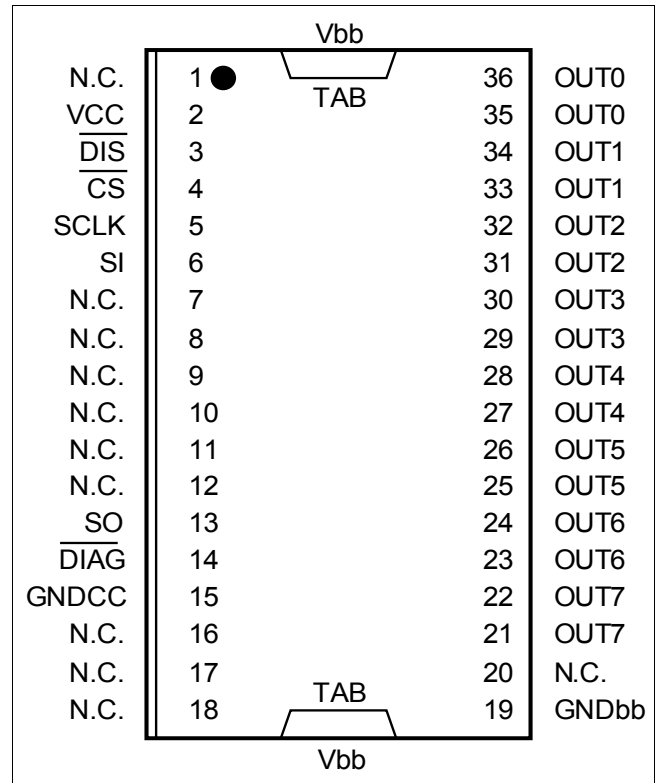 Vbb
N.C. 1 TAB 36 OUT0
VCC 2 35 OUT0
DIS 3 34 OUT1
CS 4 33 OUT1
SCLK 5 32 OUT2
SI 6 31 OUT2
N.C. 7 30 OUT3
N.C. 8 29 OUT3
N.C. 9 28 OUT4
N.C. 10 27 OUT4
N.C. 11 26 OUT5
N.C. 12 25 OUT5
SO 13 24 OUT6
DIAG 14 23 OUT6
GNDCC 15 22 OUT7
N.C. 16 21 OUT7
N.C. 17 20 N.C.
N.C. 18 TAB 19 GNDbb
Vbb